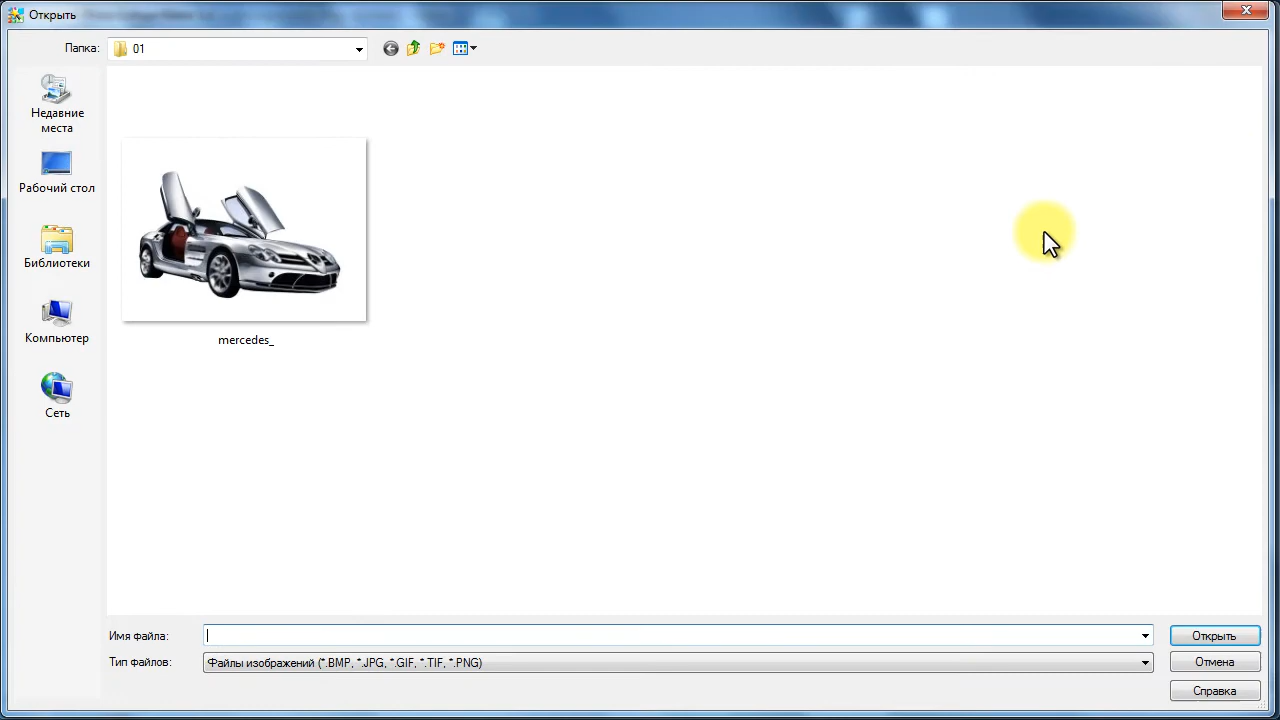 Открыть
Папка:
01
Недавние
места
Рабочий стол
Библиотеки
Компьютер
Сеть
mercedes_
Имя файла:
Открыть
Тип файлов:
Файлы изображений (*.BMP, *.JPG, *.GIF, *.TIF, *.PNG)
Отмена
Справка